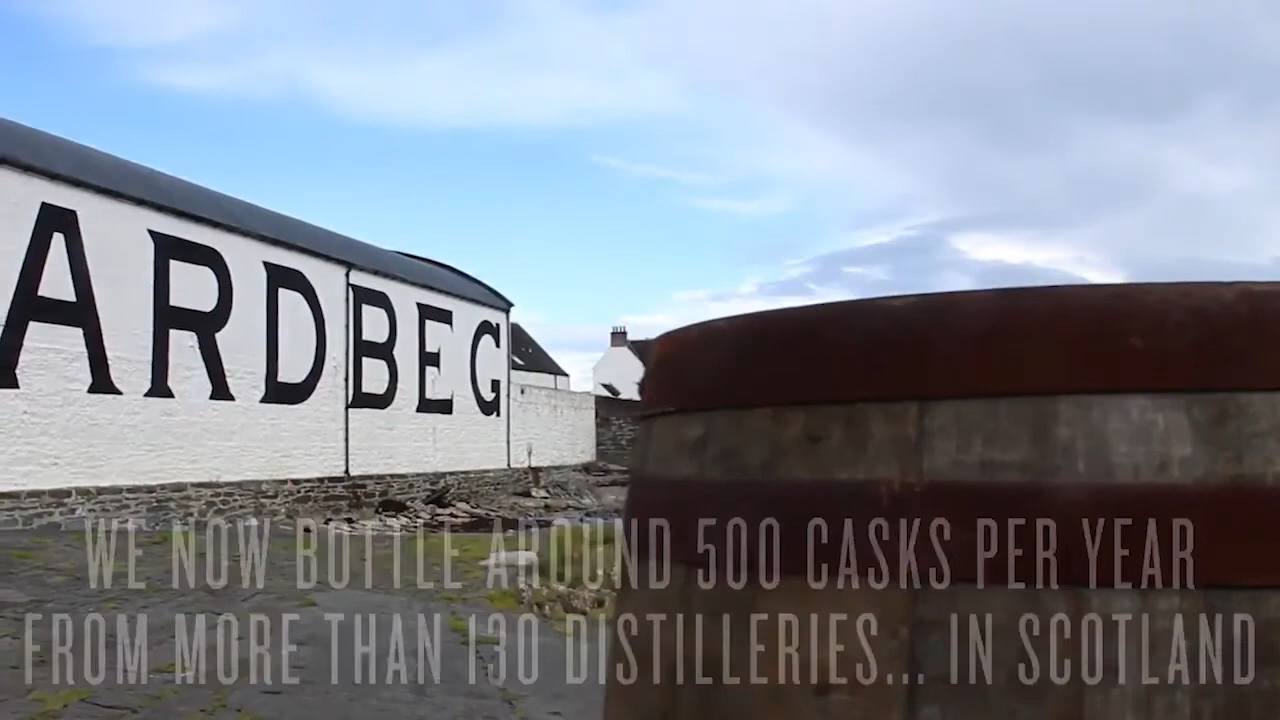 ARDBEG
WE NOW BOTTLE AROUND 500 CASKS PER YEAR
FROM MORE THAN 130 DISTILLERIES... IN SCOTLAND